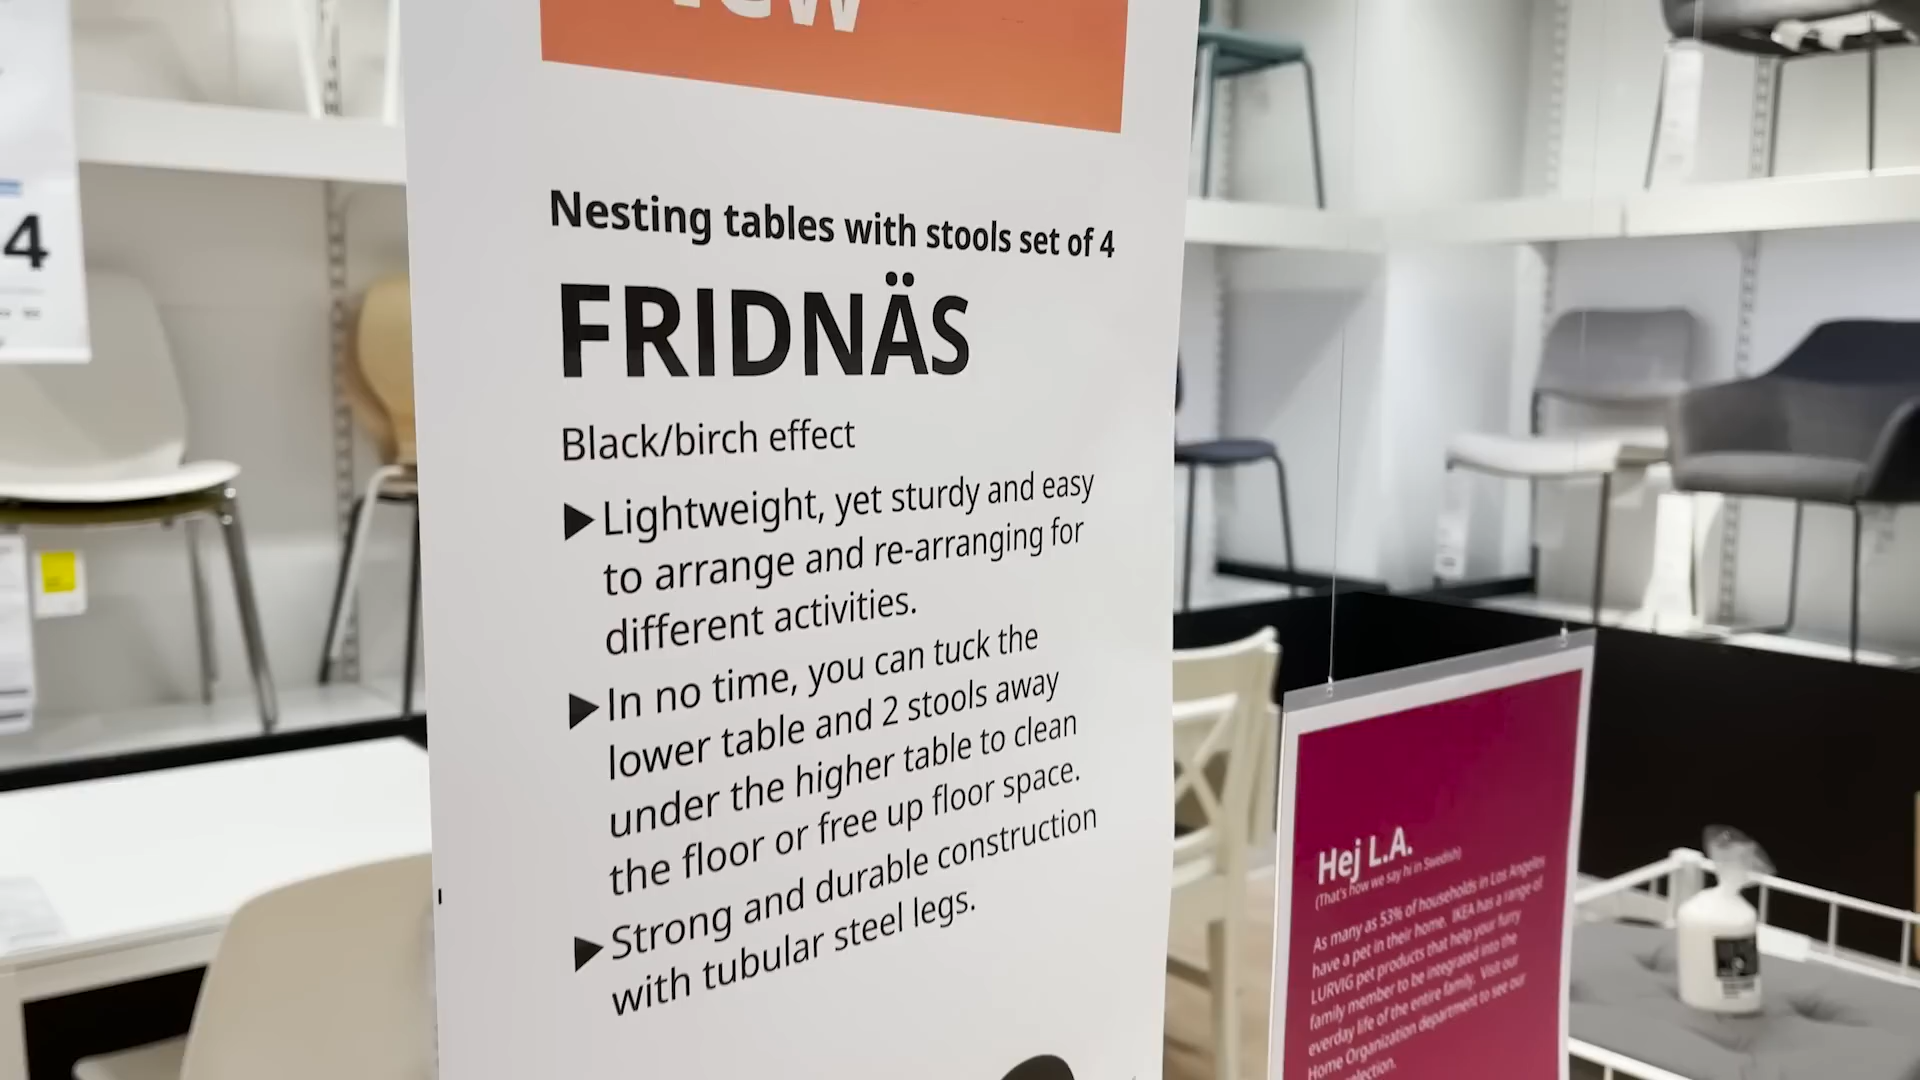 Nesting tables with stools set of 4
FRIDNÄS
Black/birch effect
▶Lightweight, yet sturdy and easy
to arrange and re-arranging for
different activities.
▶In no time, you can tuck the
lower table and 2 stools away
under the higher table to clean
the floor or free up floor space.
▶Strong and durable construction
with tubular steel legs.
4
Hej L.A.
(That's how we say hi in Swedish)
As many as 53% of households in Los Angeles
have a pet in their home. IKEA has a range of
LURVIG pet products that help your furry
family member to be integrated into the
everday life of the entire family. Visit our
Home Organization department to see our